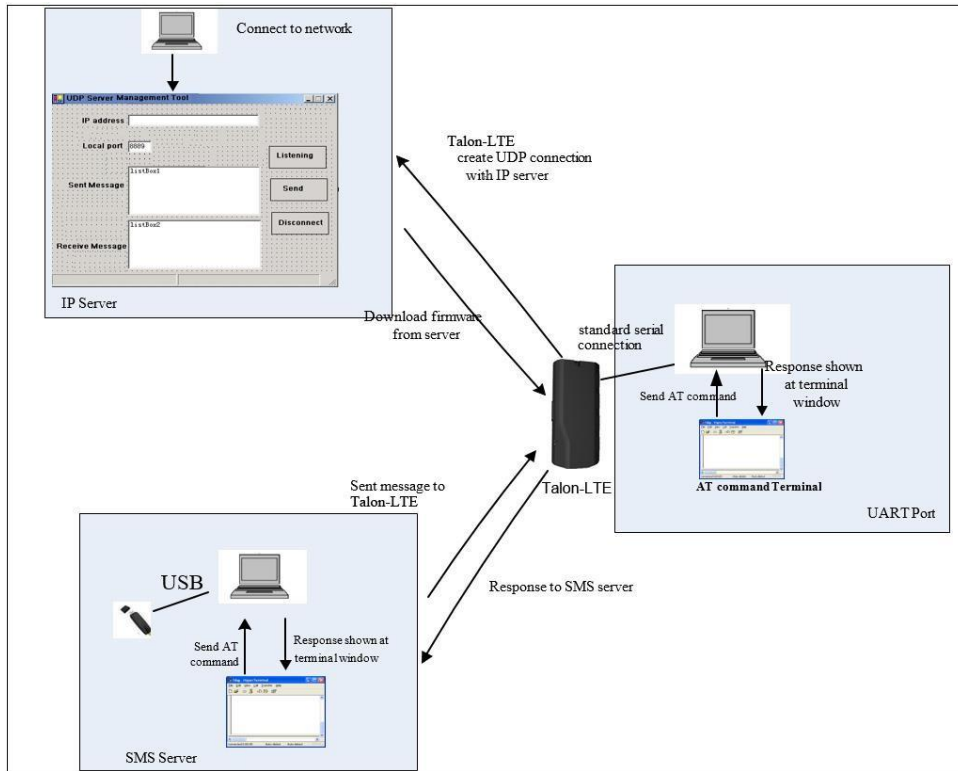 Connect to network
UDP Server Management Tool
IP address
Local port 8889
Listening
Sent Message
listBox1
Send
Disconnect
Receive Message
listBox2
IP Server
Talon-LTE
create UDP connection
with IP server
Download firmware
from server
standard serial
connection
Send AT command
Response shown
at terminal
window
AT command Terminal
UART Port
Talon-LTE
Sent message to
Talon-LTE
Response to SMS server
USB
Send AT
command
Response shown at
terminal window
SMS Server